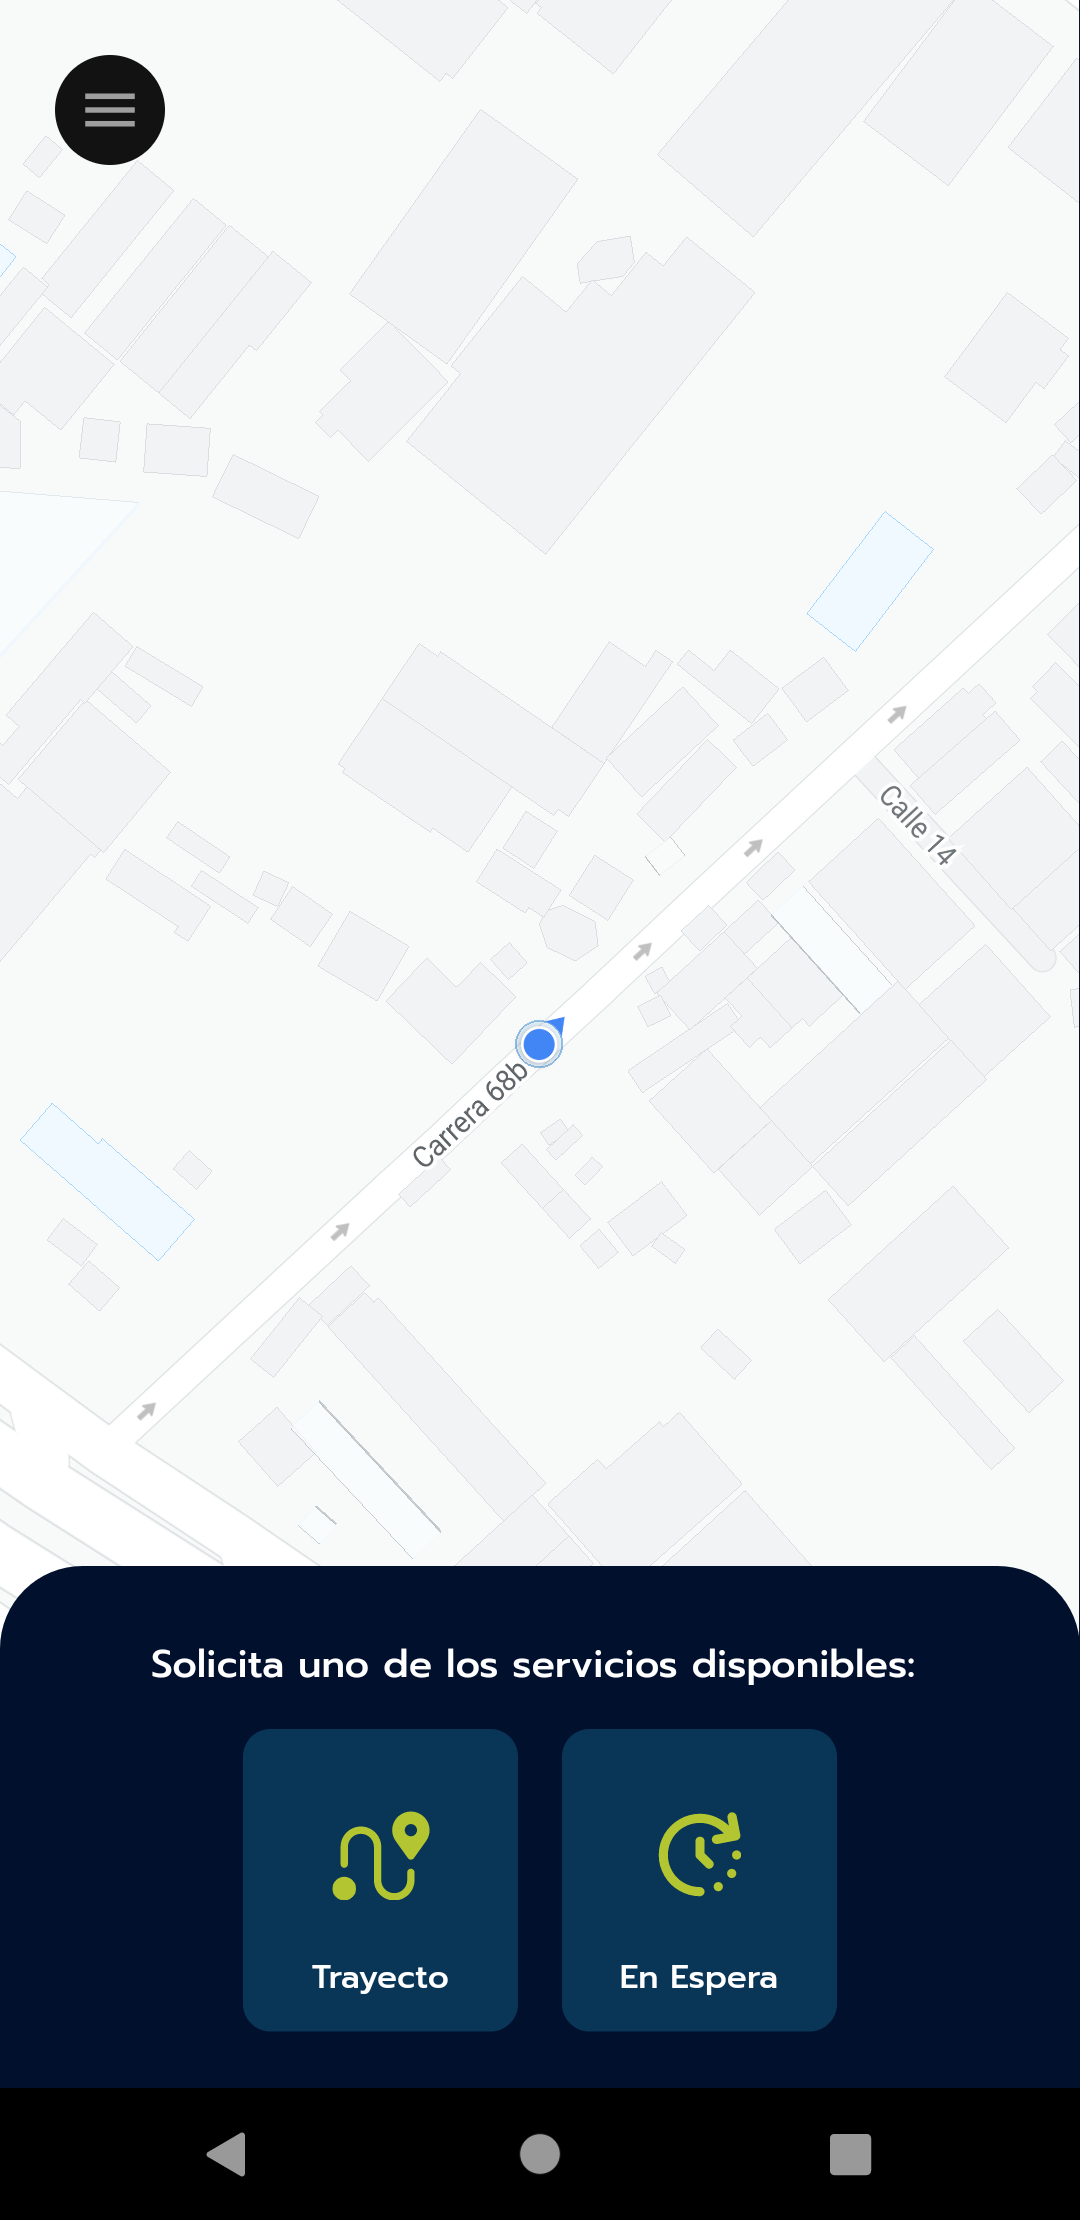 Calle 14
Carrera 68b
Solicita uno de los servicios disponibles:
Trayecto
En Espera